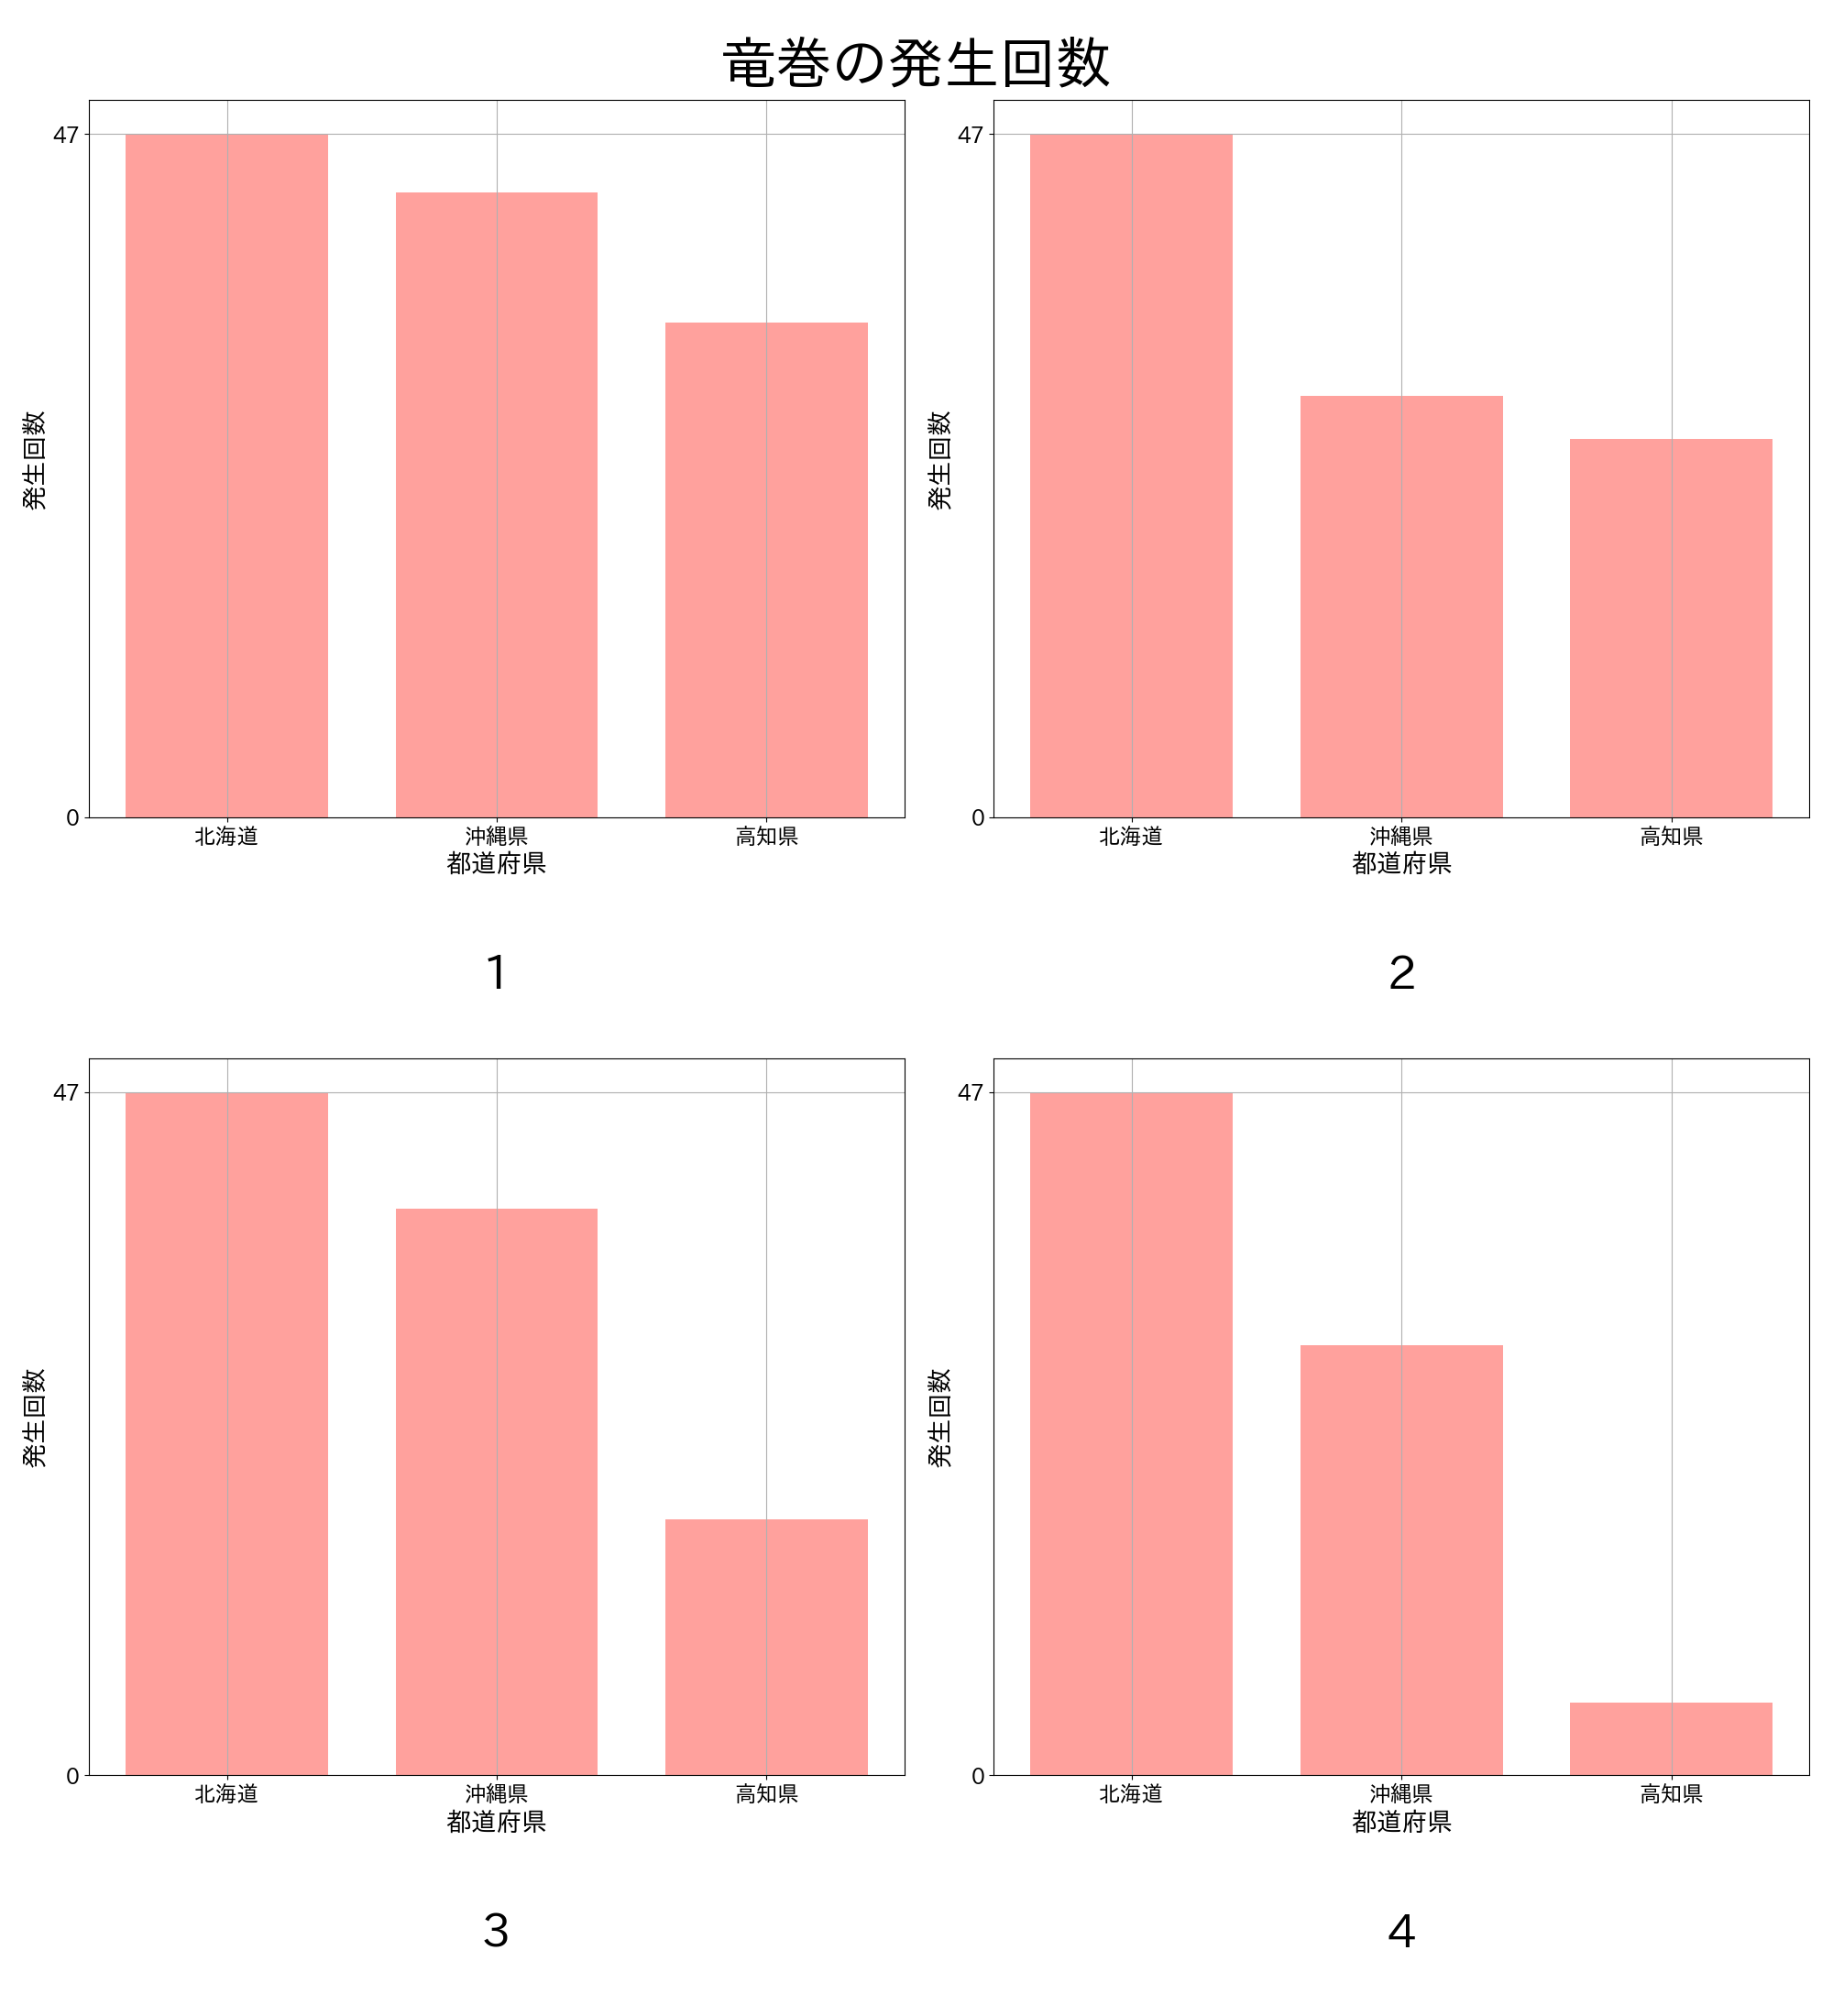 竜巻の発生回数
47
0
発生回数
北海道
沖縄県
高知県
都道府県
1
47
0
発生回数
北海道
沖縄県
高知県
都道府県
2
47
0
発生回数
北海道
沖縄県
高知県
都道府県
3
47
0
発生回数
北海道
沖縄県
高知県
都道府県
4